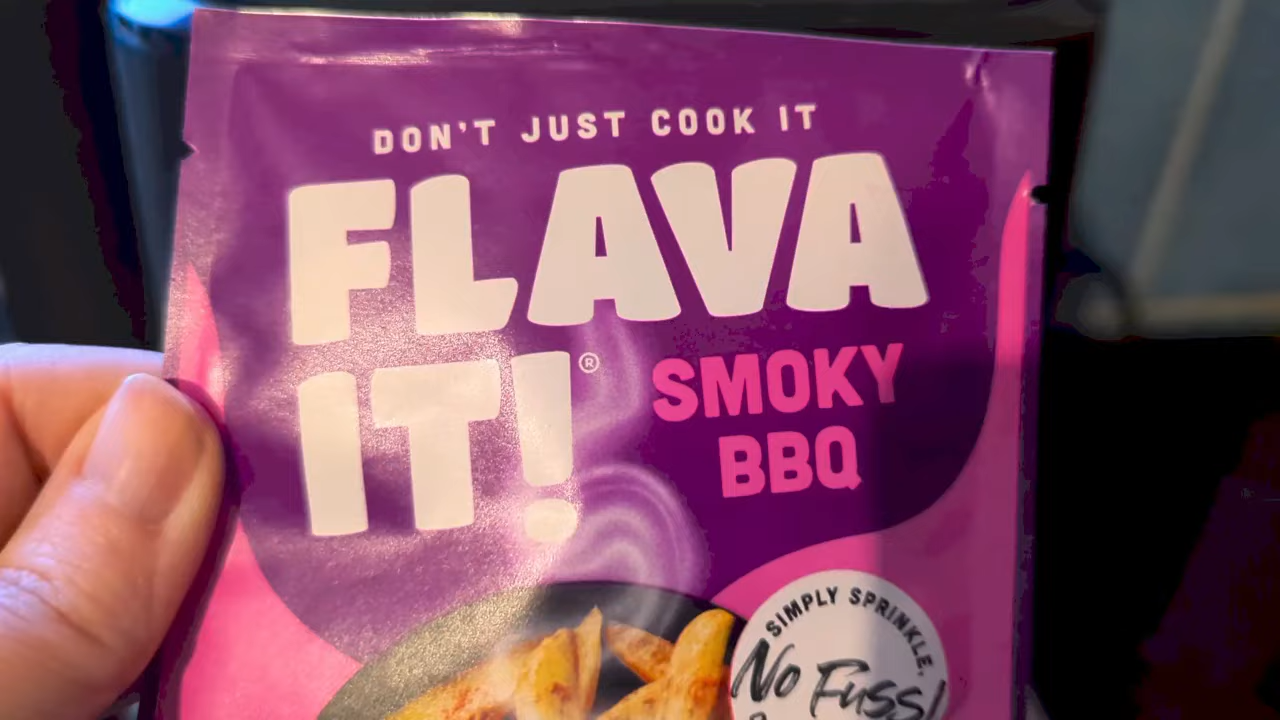 DON'T JUST COOK IT
FLAVA
IT!®
SMOKY
BBQ
SIMPLY SPRINKLE,
No Fuss!